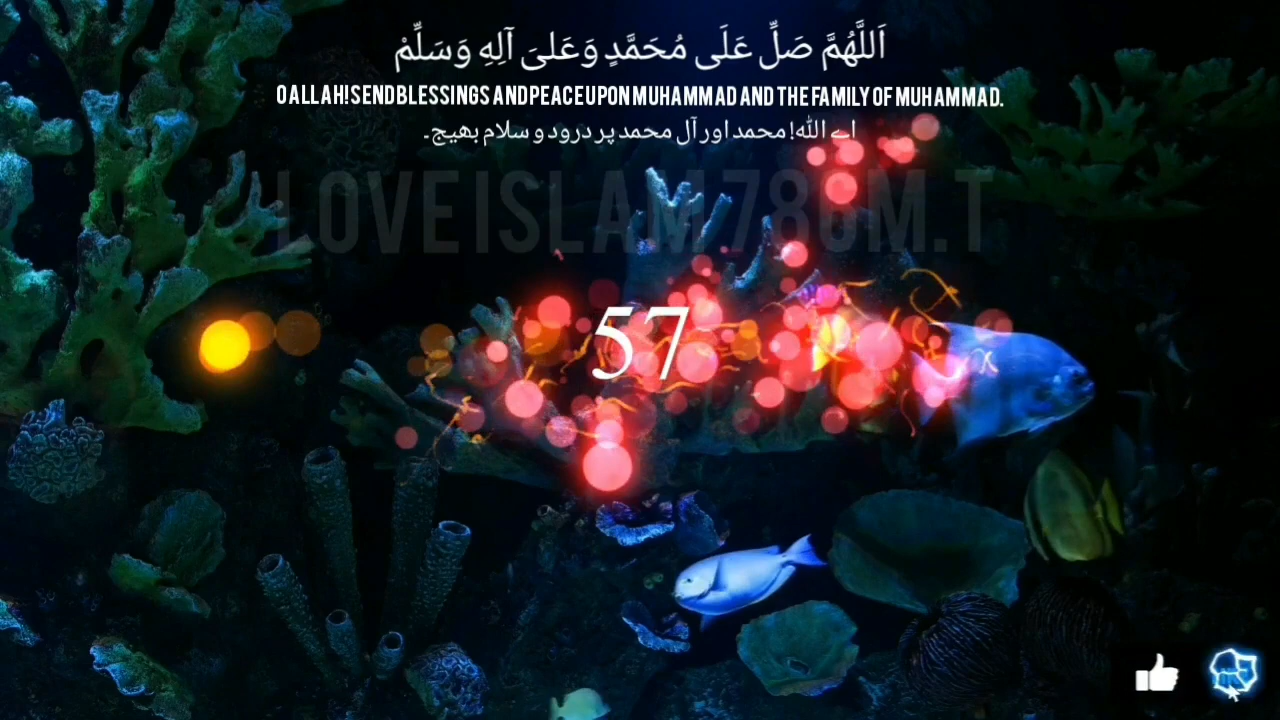 اَللَّهُمَّ صَلِّ عَلَى مُحَمَّدٍ وَعَلىَ آلِهِ وَسَلِّمْ
O ALLAH! SEND BLESSINGS AND PEACE UPON MUHAMMAD AND THE FAMILY OF MUHAMMAD.
اے اللہ! محمد اور آل محمد پر درود و سلام بھیج۔
ILOVEISLAM786M.T
57